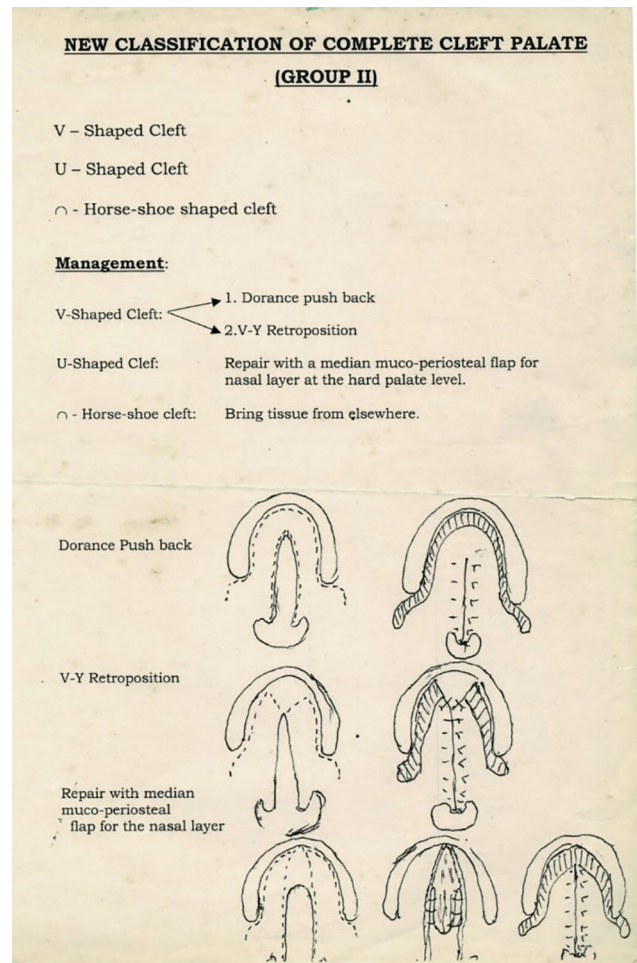 NEW CLASSIFICATION OF COMPLETE CLEFT PALATE
(GROUP II)
V – Shaped Cleft
U – Shaped Cleft
∩ - Horse-shoe shaped cleft
Management:
V-Shaped Cleft:
1. Dorance push back
2.V-Y Retroposition
U-Shaped Clef: Repair with a median muco-periosteal flap for
nasal layer at the hard palate level.
∩ - Horse-shoe cleft: Bring tissue from elsewhere.
Dorance Push back
V-Y Retroposition
Repair with median
muco-periosteal
flap for the nasal layer